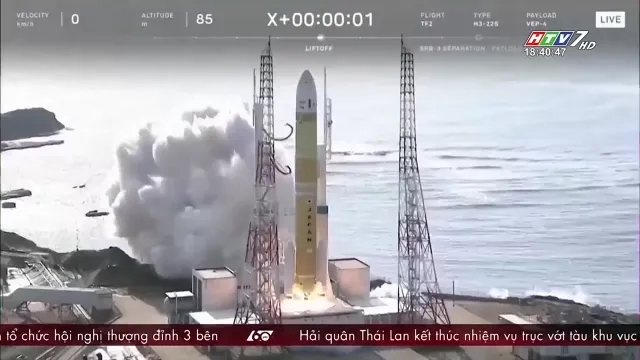 VELOCITY
km/h
0
ALTITUDE
m
85
X+00:00:01
FLIGHT
TF2
TYPE
H3-22S
PAYLOAD
VEP-4
LIVE
LIFTOFF
SRB-3 SEPARATION
HTV7HD
18:40:47
JAPAN
n tổ chức hội nghị thượng đỉnh 3 bên
60
Hải quân Thái Lan kết thúc nhiệm vụ trục vớt tàu khu vực